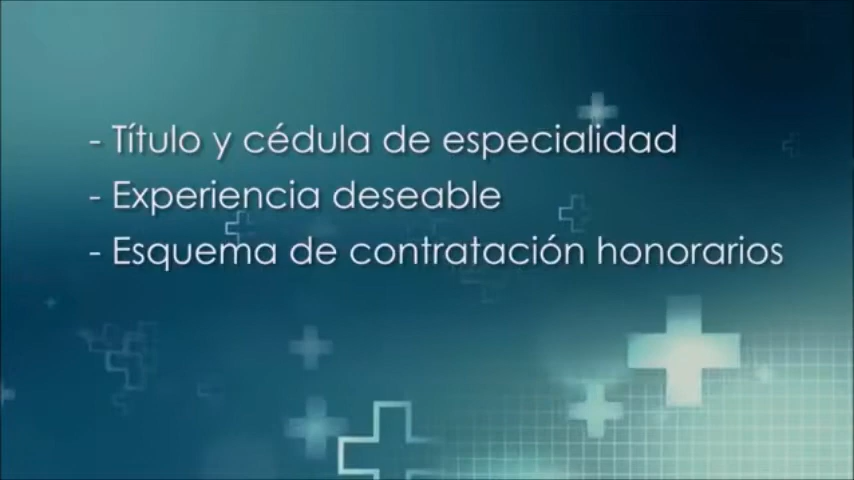 - Título y cédula de especialidad
- Experiencia deseable
- Esquema de contratación honorarios